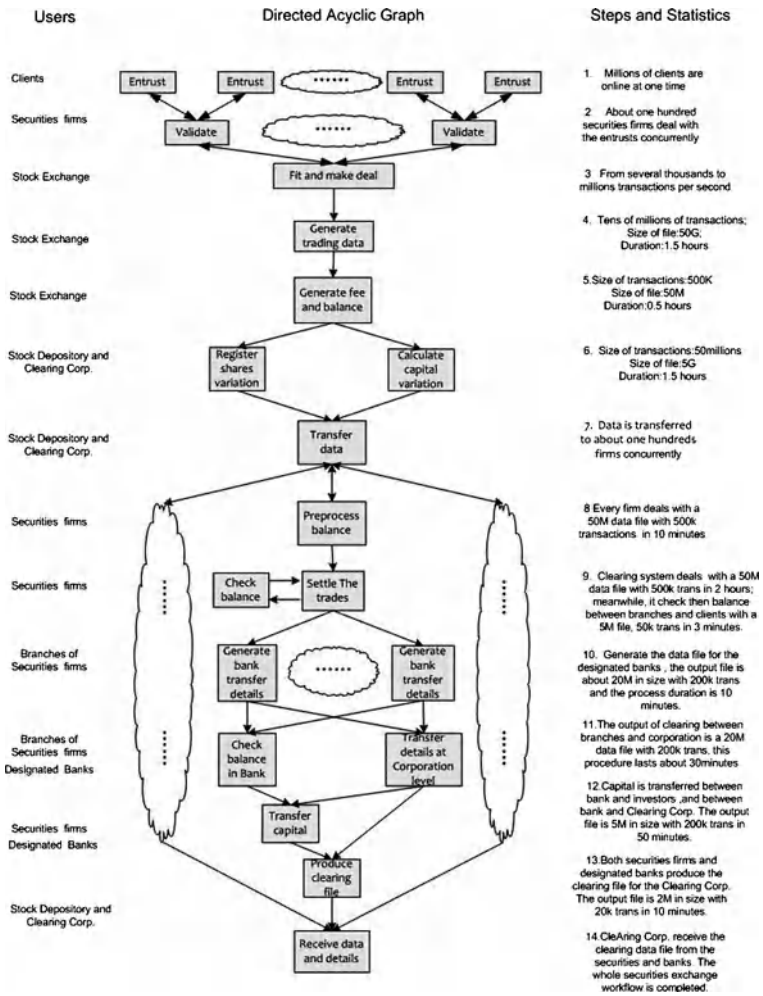 Users Directed Acyclic Graph Steps and Statistics
Clients
Entrust Entrust ...... Entrust Entrust
1. Millions of clients are
online at one time
Securities firms
Validate ...... Validate
2 About one hundred
securities firms deal with
the entrusts concurrently
Stock Exchange
Fit and make deal
3 From several thousands to
millions transactions per second
Stock Exchange
Generate
trading data
4. Tens of millions of transactions;
Size of file:50G;
Duration:1.5 hours
Stock Exchange
Generate fee
and balance
5.Size of transactions:500K
Size of file:50M
Duration:0.5 hours
Stock Depository and
Clearing Corp.
Register
shares
variation
Calculate
capital
variation
6. Size of transactions:50millions
Size of file:5G
Duration:1.5 hours
Stock Depository and
Clearing Corp.
Transfer
data
7. Data is transferred
to about one hundreds
firms concurrently
Securities firms
Preprocess
balance
8 Every firm deals with a
50M data file with 500k
transactions in 10 minutes
Securities firms
......
Check
balance
Settle The
trades
......
9. Clearing system deals with a 50M
data file with 500k trans in 2 hours;
meanwhile, it check then balance
between branches and clients with a
5M file, 50k trans in 3 minutes.
Branches of
Securities firms
Generate
bank
transfer
details
......
Generate
bank
transfer
details
10. Generate the data file for the
designated banks , the output file is
about 20M in size with 200k trans
and the process duration is 10
minutes.
Branches of
Securities firms
Designated Banks
......
Check
balance
in Bank
Transfer
details at
Corporation
level
......
11.The output of clearing between
branches and corporation is a 20M
data file with 200k trans, this
procedure lasts about 30minutes
Securities firms
Designated Banks
Transfer
capital
12.Capital is transferred between
bank and investors ,and between
bank and Clearing Corp. The output
file is 5M in size with 200k trans in
50 minutes.
Produce
clearing
file
13.Both securities firms and
designated banks produce the
clearing file for the Clearing Corp.
The output file is 2M in size with
20k trans in 10 minutes.
Stock Depository and
Clearing Corp.
Receive data
and details
14.CleAring Corp. receive the
clearing data file from the
securities and banks. The
whole securities exchange
workflow is completed.